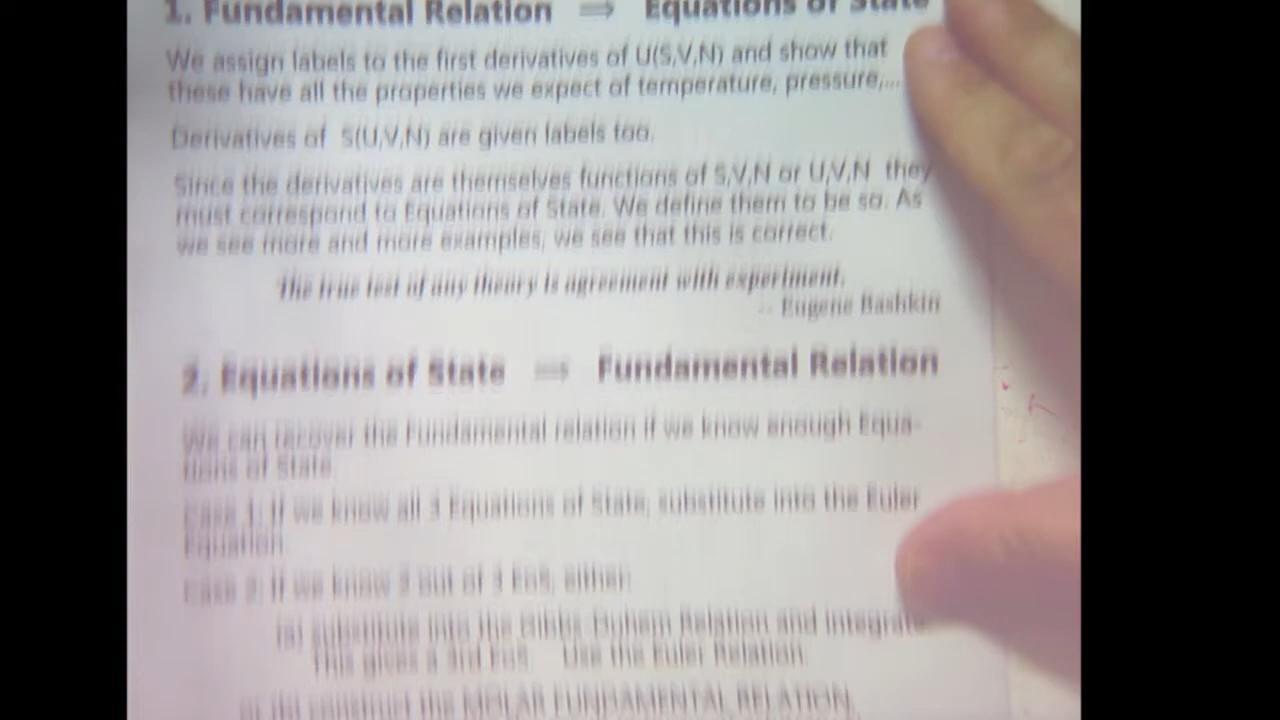 1. Fundamental Relation ⇒ Equations of State
We assign labels to the first derivatives of U(S,V,N) and show that
these have all the properties we expect of temperature, pressure,...
Derivatives of S(U,V,N) are given labels too.
Since the derivatives are themselves functions of S,V,N or U,V,N they
must correspond to Equations of State. We define them to be so. As
we see more and more examples, we see that this is correct.
The true test of any theory is agreement with experiment.
-- Eugene Bashkin
2. Equations of State ⇒ Fundamental Relation
We can recover the Fundamental relation if we know enough Equa-
tions of State.
Case 1: If we know all 3 Equations of State, substitute into the Euler
Equation.
Case 2: If we know 2 out of 3 EoS, either:
(a) substitute into the Gibbs Duhem Relation and integrate.
This gives a 3rd EoS. Use the Euler Relation.
or (b) construct the MOLAR FUNDAMENTAL RELATION